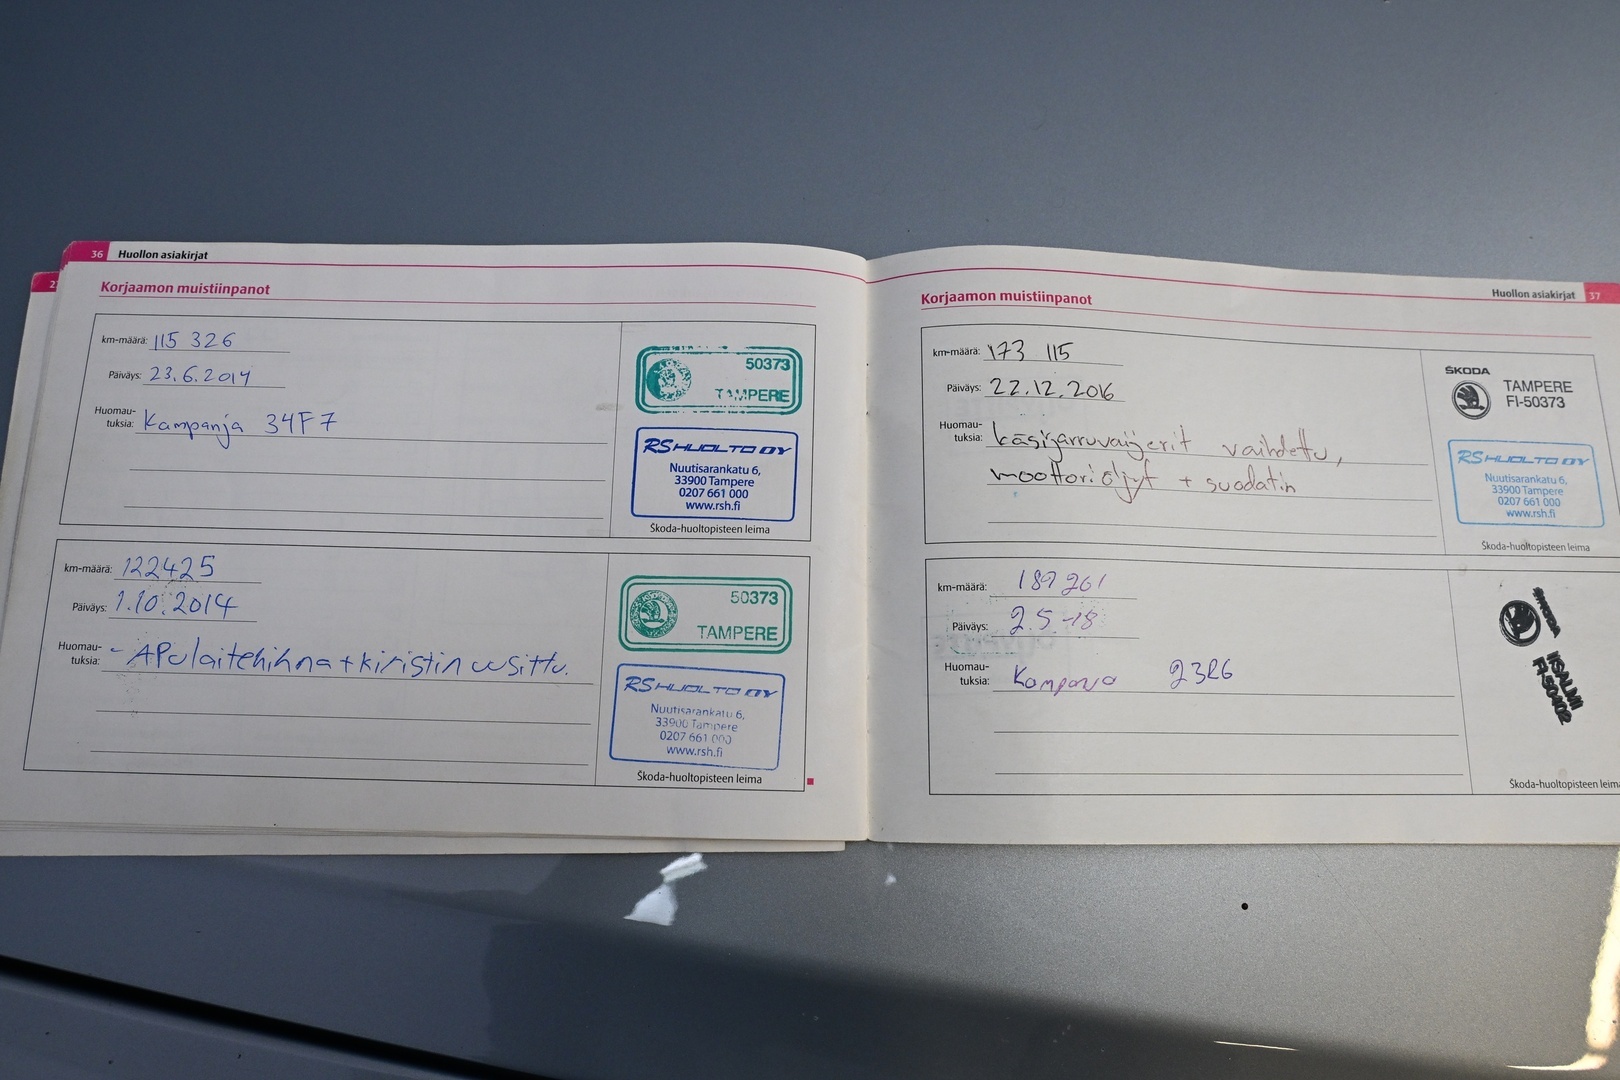 36 Huollon asiakirjat
Korjaamon muistiinpanot
km-määrä: 115 326
Päiväys: 23.6.2014
Huomau-
tuksia: Kampanja 34F7
50373
TAMPERE
RS HUOLTO OY
Nuutisarankatu 6,
33900 Tampere
0207 661 000
www.rsh.fi
Škoda-huoltopisteen leima
km-määrä: 122425
Päiväys: 1.10.2014
Huomau-
tuksia: - Apulaitehihna + kiristin uusittu.
50373
TAMPERE
RS HUOLTO OY
Nuutisarankatu 6,
33900 Tampere
0207 661 000
www.rsh.fi
Škoda-huoltopisteen leima
Huollon asiakirjat 37
Korjaamon muistiinpanot
km-määrä: 173 115
Päiväys: 22.12.2016
Huomau-
tuksia: käsijarruvaijerit vaihdettu,
moottoriöljyt + suodatin
ŠKODA
TAMPERE
FI-50373
RS HUOLTO OY
Nuutisarankatu 6,
33900 Tampere
0207 661 000
www.rsh.fi
Škoda-huoltopisteen leima
km-määrä: 189 261
Päiväys: 2.5-18
Huomau-
tuksia: Kampanja 23R6
Škoda-huoltopisteen leima